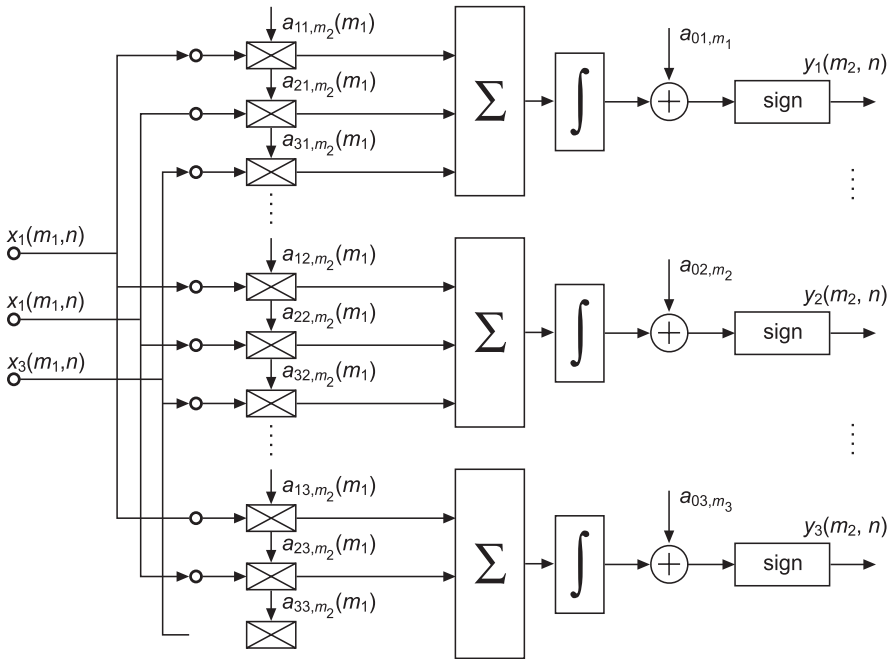 a₁₁,m₂(m₁)
a₂₁,m₂(m₁)
a₃₁,m₂(m₁)
Σ
∫
a₀₁,m₁
+
sign
y₁(m₂, n)
x₁(m₁,n)
x₁(m₁,n)
x₃(m₁,n)
a₁₂,m₂(m₁)
a₂₂,m₂(m₁)
a₃₂,m₂(m₁)
Σ
∫
a₀₂,m₂
+
sign
y₂(m₂, n)
a₁₃,m₂(m₁)
a₂₃,m₂(m₁)
a₃₃,m₂(m₁)
Σ
∫
a₀₃,m₃
+
sign
y₃(m₂, n)